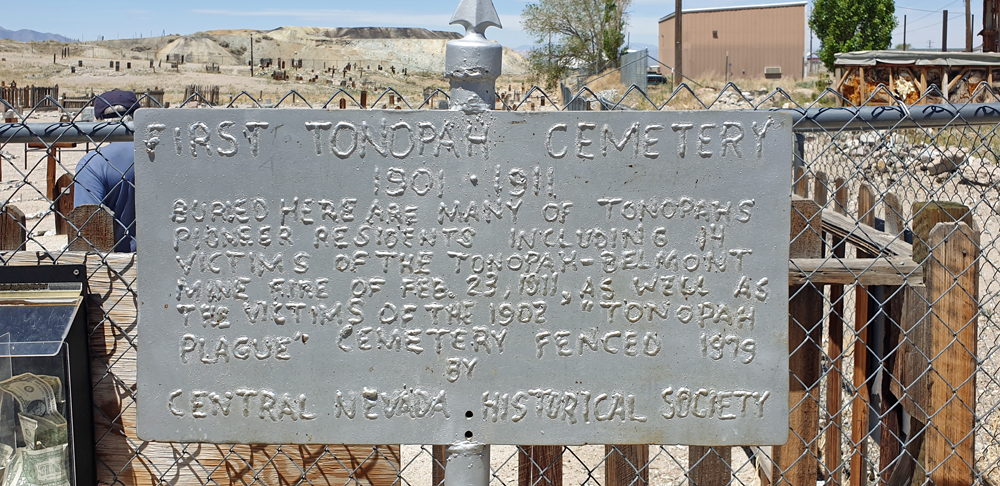 FIRST TONOPAH CEMETERY
1901 • 1911
BURIED HERE ARE MANY OF TONOPAHS
PIONEER RESIDENTS INCLUDING 14
VICTIMS OF THE TONOPAH-BELMONT
MINE FIRE OF FEB. 23, 1911, AS WELL AS
THE VICTIMS OF THE 1902 "TONOPAH
PLAGUE" CEMETERY FENCED 1979
BY
CENTRAL NEVADA HISTORICAL SOCIETY